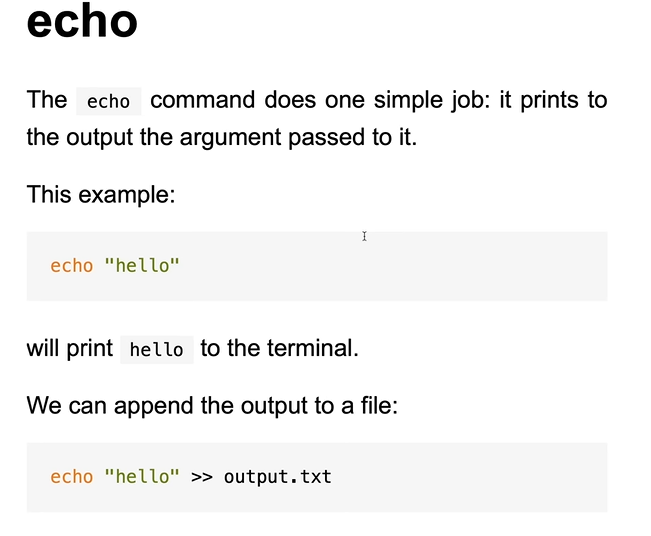 echo
The echo command does one simple job: it prints to
the output the argument passed to it.
This example:
echo "hello"
will print hello to the terminal.
We can append the output to a file:
echo "hello" >> output.txt